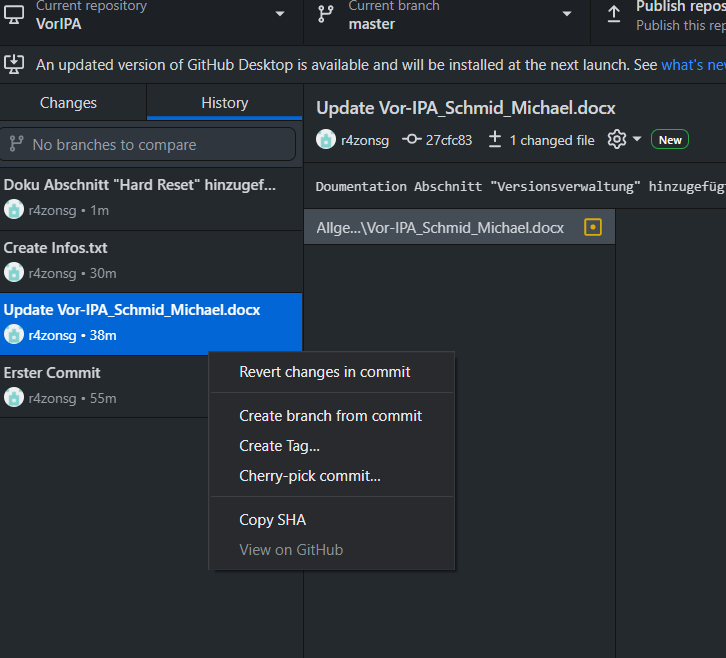 Current repository
VorIPA
Current branch
master
Publish repos
Publish this rep
An updated version of GitHub Desktop is available and will be installed at the next launch. See what's nev
Changes
History
No branches to compare
Doku Abschnitt "Hard Reset" hinzugef...
r4zonsg • 1m
Create Infos.txt
r4zonsg • 30m
Update Vor-IPA_Schmid_Michael.docx
r4zonsg • 38m
Erster Commit
r4zonsg • 55m
Update Vor-IPA_Schmid_Michael.docx
r4zonsg
27cfc83
1 changed file
New
Doumentation Abschnitt "Versionsverwaltung" hinzugefüg
Allge...\Vor-IPA_Schmid_Michael.docx
Revert changes in commit
Create branch from commit
Create Tag...
Cherry-pick commit...
Copy SHA
View on GitHub